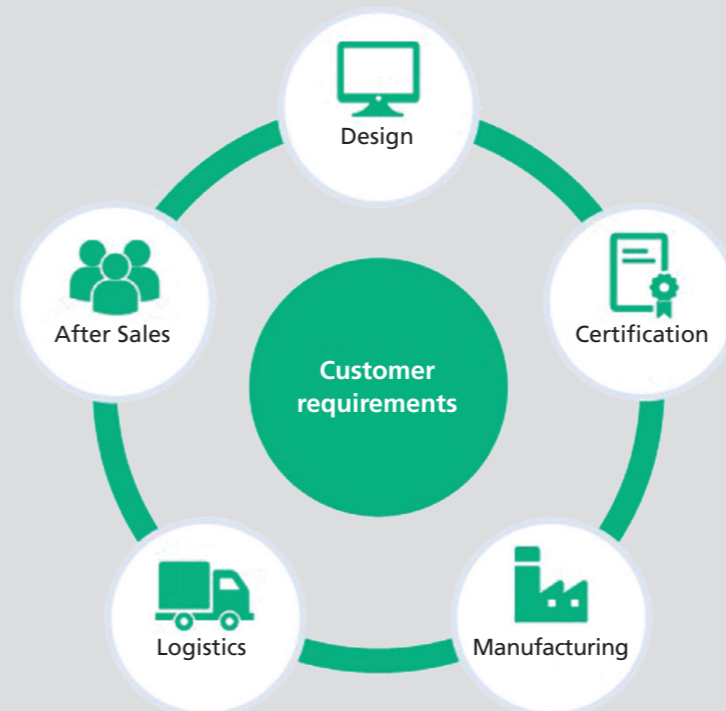 Design
After Sales
Certification
Customer
requirements
Logistics
Manufacturing